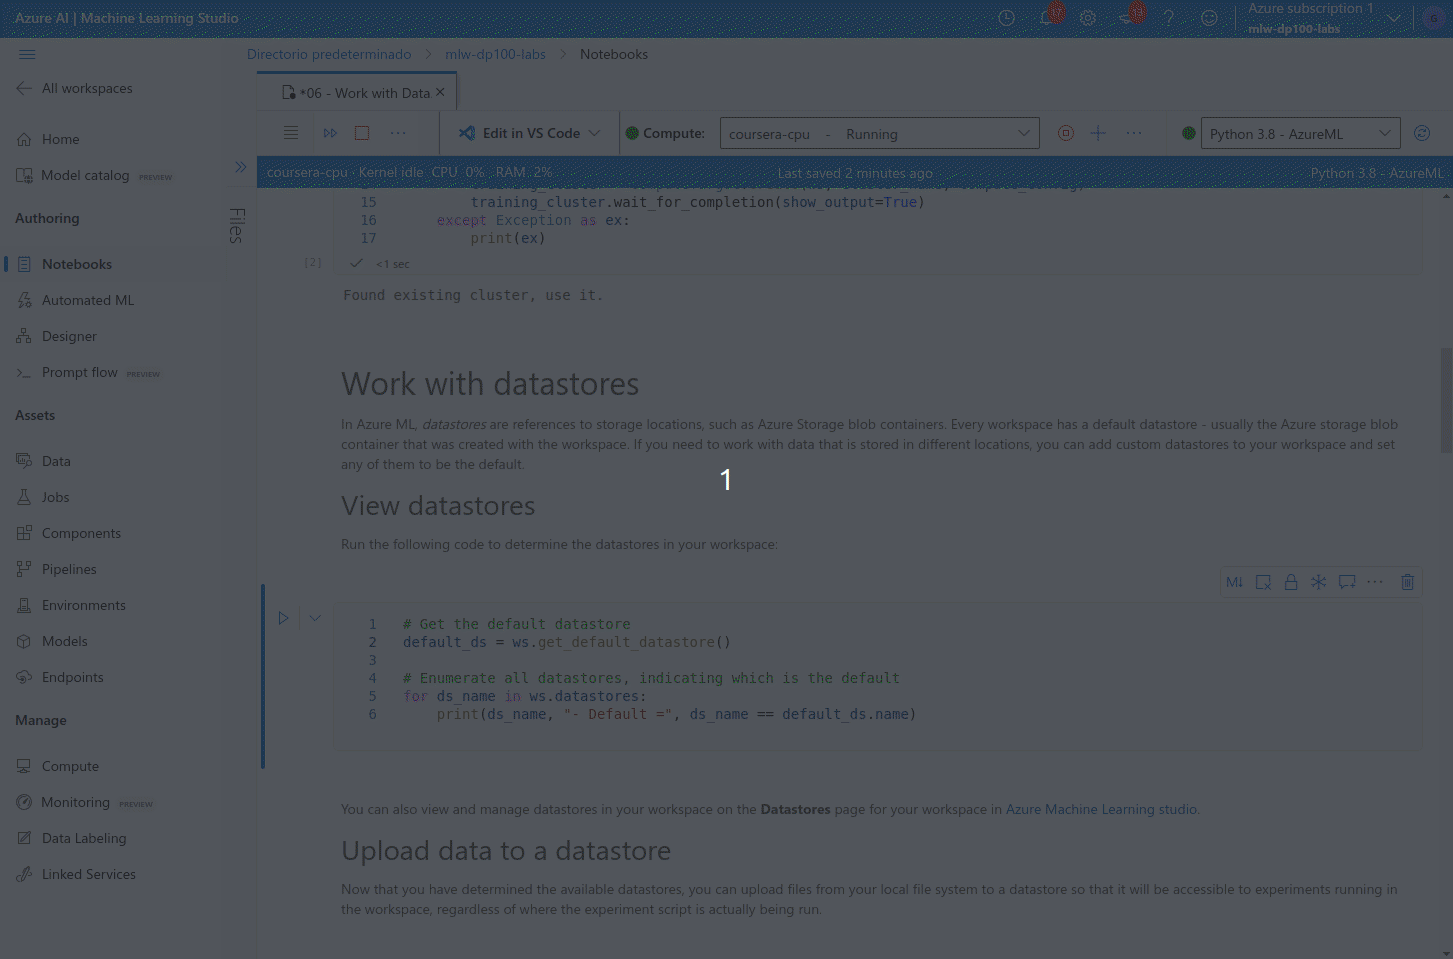 Azure AI | Machine Learning Studio
Azure subscription 1
mlw-dp100-labs
Directorio predeterminado > mlw-dp100-labs > Notebooks
All workspaces
Home
Model catalog PREVIEW
Authoring
Notebooks
Automated ML
Designer
Prompt flow PREVIEW
Assets
Data
Jobs
Components
Pipelines
Environments
Models
Endpoints
Manage
Compute
Monitoring PREVIEW
Data Labeling
Linked Services
Files
*06 - Work with Data
Edit in VS Code
Compute: coursera-cpu - Running
Python 3.8 - AzureML
coursera-cpu · Kernel idle CPU 0% RAM 2%
Last saved 2 minutes ago
Python 3.8 - AzureML
15 training_cluster.wait_for_completion(show_output=True)
16 except Exception as ex:
17 print(ex)
[2] <1 sec
Found existing cluster, use it.
Work with datastores
In Azure ML, datastores are references to storage locations, such as Azure Storage blob containers. Every workspace has a default datastore - usually the Azure storage blob
container that was created with the workspace. If you need to work with data that is stored in different locations, you can add custom datastores to your workspace and set
any of them to be the default.
1
View datastores
Run the following code to determine the datastores in your workspace:
M↓
1 # Get the default datastore
2 default_ds = ws.get_default_datastore()
3
4 # Enumerate all datastores, indicating which is the default
5 for ds_name in ws.datastores:
6 print(ds_name, "- Default =", ds_name == default_ds.name)
You can also view and manage datastores in your workspace on the Datastores page for your workspace in Azure Machine Learning studio.
Upload data to a datastore
Now that you have determined the available datastores, you can upload files from your local file system to a datastore so that it will be accessible to experiments running in
the workspace, regardless of where the experiment script is actually being run.